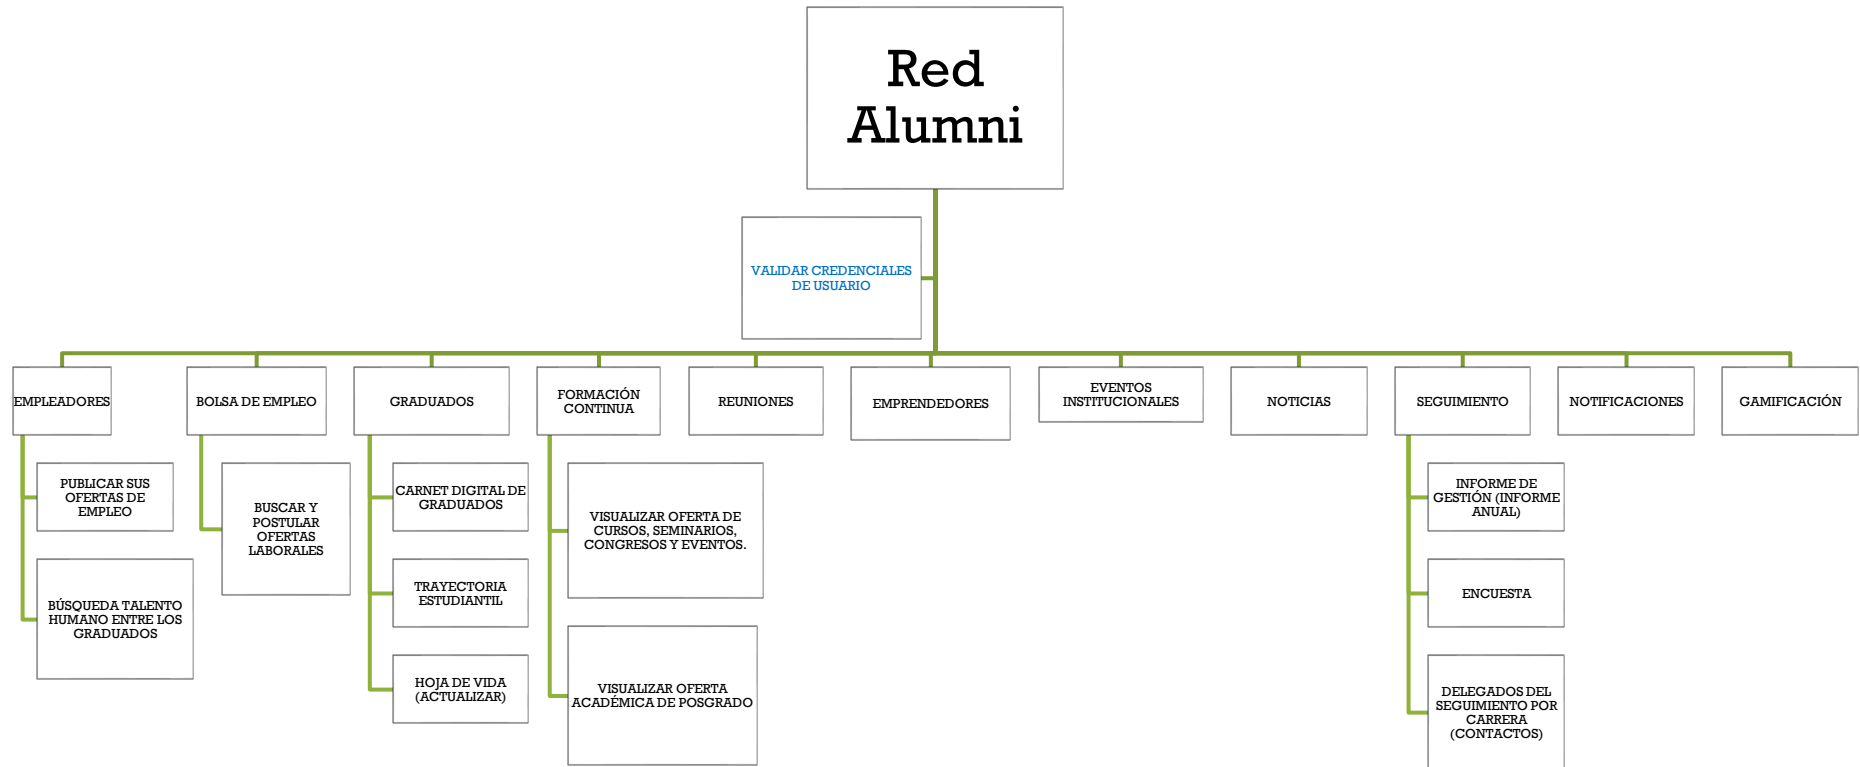 Red
Alumni
VALIDAR CREDENCIALES
DE USUARIO
EMPLEADORES
BOLSA DE EMPLEO
GRADUADOS
FORMACIÓN
CONTINUA
REUNIONES
EMPRENDEDORES
EVENTOS
INSTITUCIONALES
NOTICIAS
SEGUIMIENTO
NOTIFICACIONES
GAMIFICACIÓN
PUBLICAR SUS
OFERTAS DE
EMPLEO
BÚSQUEDA TALENTO
HUMANO ENTRE LOS
GRADUADOS
BUSCAR Y
POSTULAR
OFERTAS
LABORALES
CARNET DIGITAL DE
GRADUADOS
TRAYECTORIA
ESTUDIANTIL
HOJA DE VIDA
(ACTUALIZAR)
VISUALIZAR OFERTA DE
CURSOS, SEMINARIOS,
CONGRESOS Y EVENTOS.
VISUALIZAR OFERTA
ACADÉMICA DE POSGRADO
INFORME DE
GESTIÓN (INFORME
ANUAL)
ENCUESTA
DELEGADOS DEL
SEGUIMIENTO POR
CARRERA
(CONTACTOS)